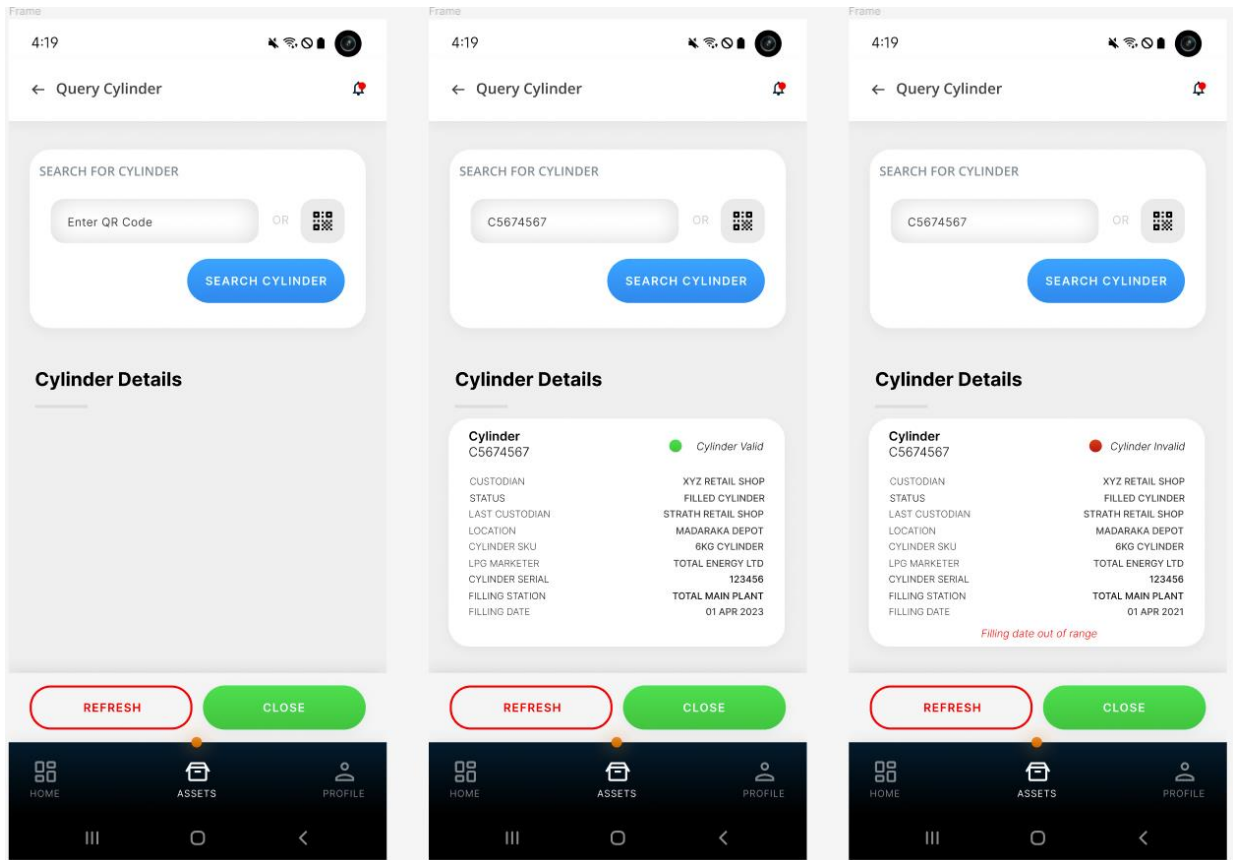 Frame
4:19
Query Cylinder
SEARCH FOR CYLINDER
Enter QR Code
OR
SEARCH CYLINDER
Cylinder Details
REFRESH
CLOSE
HOME
ASSETS
PROFILE
Frame
4:19
Query Cylinder
SEARCH FOR CYLINDER
C5674567
OR
SEARCH CYLINDER
Cylinder Details
Cylinder
C5674567
Cylinder Valid
CUSTODIAN XYZ RETAIL SHOP
STATUS FILLED CYLINDER
LAST CUSTODIAN STRATH RETAIL SHOP
LOCATION MADARAKA DEPOT
CYLINDER SKU 6KG CYLINDER
LPG MARKETER TOTAL ENERGY LTD
CYLINDER SERIAL 123456
FILLING STATION TOTAL MAIN PLANT
FILLING DATE 01 APR 2023
REFRESH
CLOSE
HOME
ASSETS
PROFILE
Frame
4:19
Query Cylinder
SEARCH FOR CYLINDER
C5674567
OR
SEARCH CYLINDER
Cylinder Details
Cylinder
C5674567
Cylinder Invalid
CUSTODIAN XYZ RETAIL SHOP
STATUS FILLED CYLINDER
LAST CUSTODIAN STRATH RETAIL SHOP
LOCATION MADARAKA DEPOT
CYLINDER SKU 6KG CYLINDER
LPG MARKETER TOTAL ENERGY LTD
CYLINDER SERIAL 123456
FILLING STATION TOTAL MAIN PLANT
FILLING DATE 01 APR 2021
Filling date out of range
REFRESH
CLOSE
HOME
ASSETS
PROFILE